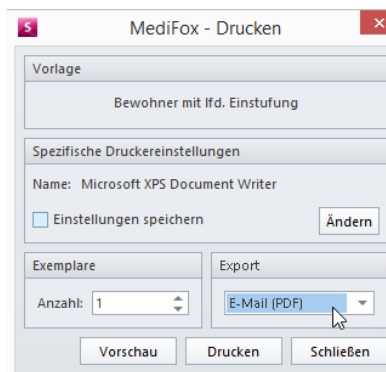 S MediFox - Drucken
Vorlage
Bewohner mit lfd. Einstufung
Spezifische Druckereinstellungen
Name: Microsoft XPS Document Writer
Einstellungen speichern
Ändern
Exemplare
Anzahl: 1
Export
E-Mail (PDF)
Vorschau Drucken Schließen